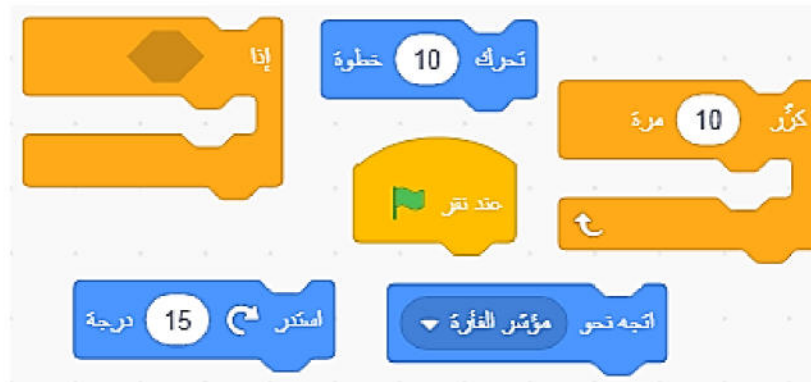 إذا
تحرك 10 خطوة
كرِّر 10 مرة
عند نقر
استدر 15 درجة
اتجه نحو مؤشر الفأرة